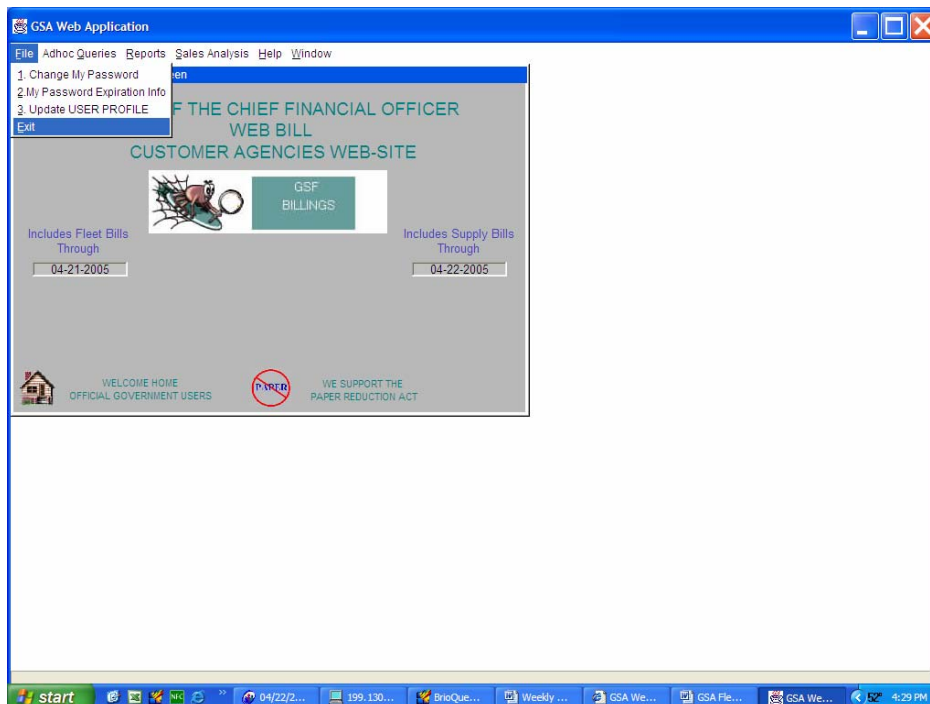 GSA Web Application
File Adhoc Queries Reports Sales Analysis Help Window
1. Change My Password
2.My Password Expiration Info
3. Update USER PROFILE
Exit
een
F THE CHIEF FINANCIAL OFFICER
WEB BILL
CUSTOMER AGENCIES WEB-SITE
GSF
BILLINGS
Includes Fleet Bills
Through
04-21-2005
Includes Supply Bills
Through
04-22-2005
WELCOME HOME
OFFICIAL GOVERNMENT USERS
PAPER
WE SUPPORT THE
PAPER REDUCTION ACT
start NFC » 04/22/2... 199.130... BrioQue... Weekly ... GSA We... GSA Fle... GSA We... 52° 4:29 PM